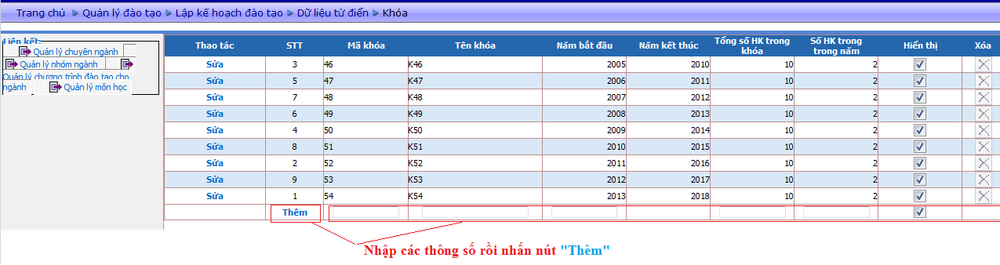 Trang chủ Quản lý đào tạo Lập kế hoạch đào tạo Dữ liệu từ điển Khóa
Liên kết:
Quản lý chuyên ngành
Quản lý nhóm ngành
Quản lý chương trình đào tạo cho
ngành Quản lý môn học
Thao tác STT Mã khóa Tên khóa Năm bắt đầu Năm kết thúc Tổng số HK trong khóa Số HK trong năm Hiển thị Xóa
Sửa 3 46 K46 2005 2010 10 2
Sửa 5 47 K47 2006 2011 10 2
Sửa 7 48 K48 2007 2012 10 2
Sửa 6 49 K49 2008 2013 10 2
Sửa 4 50 K50 2009 2014 10 2
Sửa 8 51 K51 2010 2015 10 2
Sửa 2 52 K52 2011 2016 10 2
Sửa 9 53 K53 2012 2017 10 2
Sửa 1 54 K54 2013 2018 10 2
Thêm
Nhập các thông số rồi nhấn nút "Thêm"